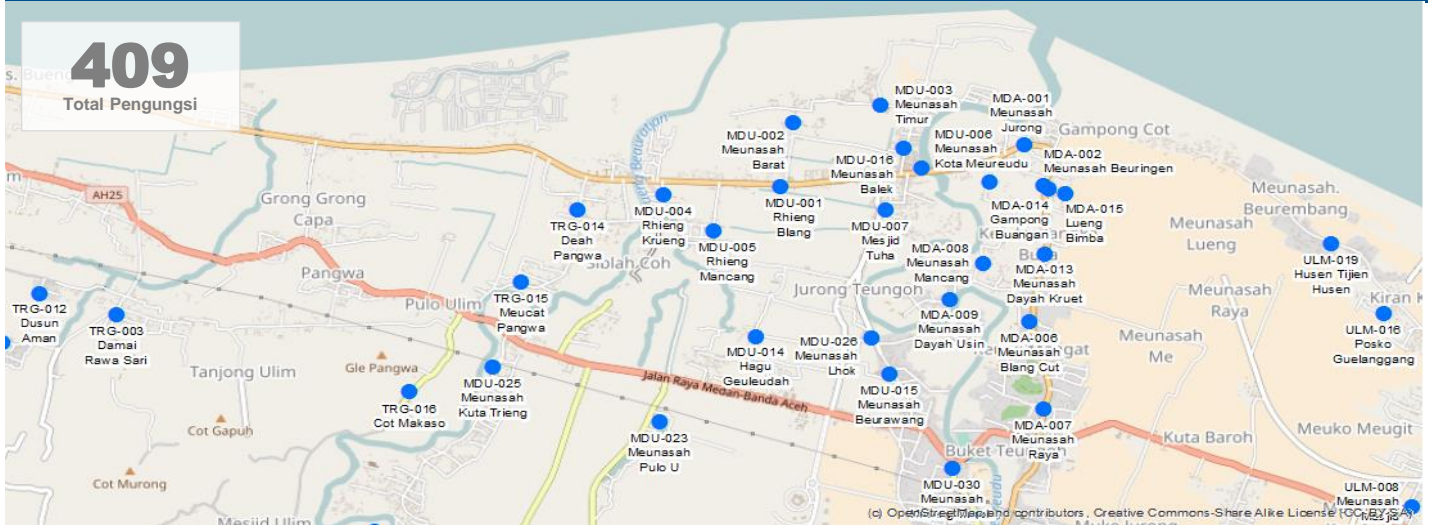 409
Total Pengungsi
AH25
Grong Grong
Capa
Pangwa
Pulo Ulim
Tanjong Ulim
Gle Pangwa
Cot Gapuh
Cot Murong
Siblah Coh
Jurong Teungoh
Gampong Cot
Meunasah.
Beurembang
Meunasah
Lueng
Meunasah
Raya
Meunasah
Me
Kuta Baroh
Meuko Meugit
Jalan Raya Medan-Banda Aceh
TRG-012
Dusun
Aman
TRG-003
Damai
Rawa Sari
TRG-014
Deah
Pangwa
TRG-015
Meucat
Pangwa
TRG-016
Cot Makaso
MDU-025
Meunasah
Kuta Trieng
MDU-004
Rhieng
Krueng
MDU-005
Rhieng
Mancang
MDU-014
Hagu
Geuleudah
MDU-023
Meunasah
Pulo U
MDU-002
Meunasah
Barat
MDU-001
Rhieng
Blang
MDU-003
Meunasah
Timur
MDU-016
Meunasah
Balek
MDU-006
Meunasah
Kota Meureudu
MDU-007
Mesjid
Tuha
MDU-026
Meunasah
Lhok
MDU-015
Meunasah
Beurawang
MDU-030
Meunasah
MDA-001
Meunasah
Jurong
MDA-002
Meunasah Beuringen
MDA-014
Gampong
Buangan
MDA-015
Lueng
Bimba
MDA-008
Meunasah
Mancang
MDA-013
Meunasah
Dayah Kruet
MDA-009
Meunasah
Dayah Usin
MDA-006
Meunasah
Blang Cut
MDA-007
Meunasah
Raya
ULM-019
Husen Tijien
Husen
ULM-016
Posko
Guelanggang
ULM-008
Meunasah
Mesjid Ulim
(c) OpenStreetMap and contributors, Creative Commons-Share Alike License (CC-BY-SA)